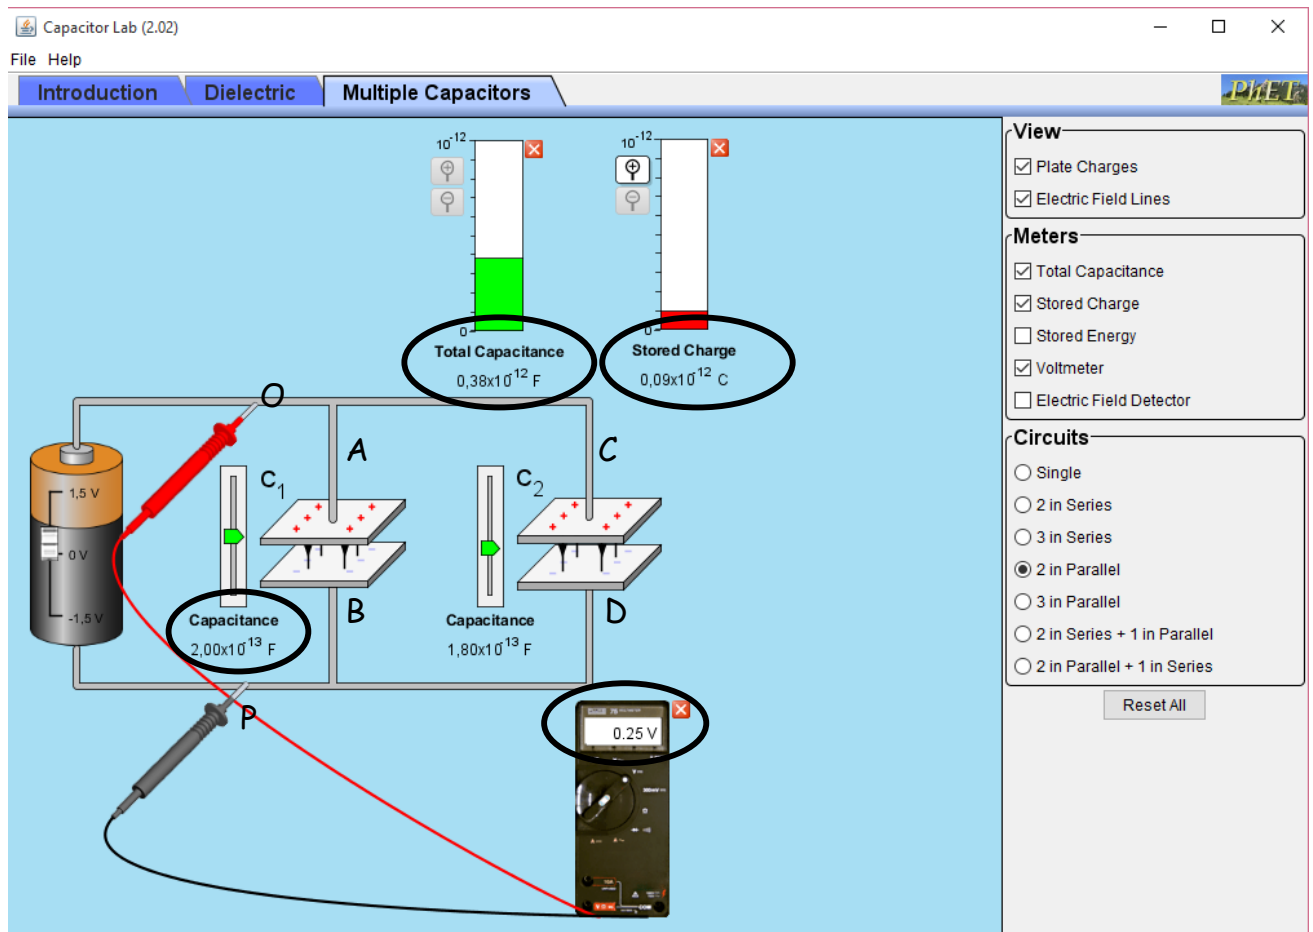 Capacitor Lab (2.02)
File Help
Introduction Dielectric Multiple Capacitors
PhET
10-12
0
Total Capacitance
0,38x10-12 F
10-12
0
Stored Charge
0,09x10-12 C
O
A
C
1,5 V
0 V
-1,5 V
C1
C2
B
D
Capacitance
2,00x10-13 F
Capacitance
1,80x10-13 F
P
0.25 V
10A
COM
View
Plate Charges
Electric Field Lines
Meters
Total Capacitance
Stored Charge
Stored Energy
Voltmeter
Electric Field Detector
Circuits
Single
2 in Series
3 in Series
2 in Parallel
3 in Parallel
2 in Series + 1 in Parallel
2 in Parallel + 1 in Series
Reset All